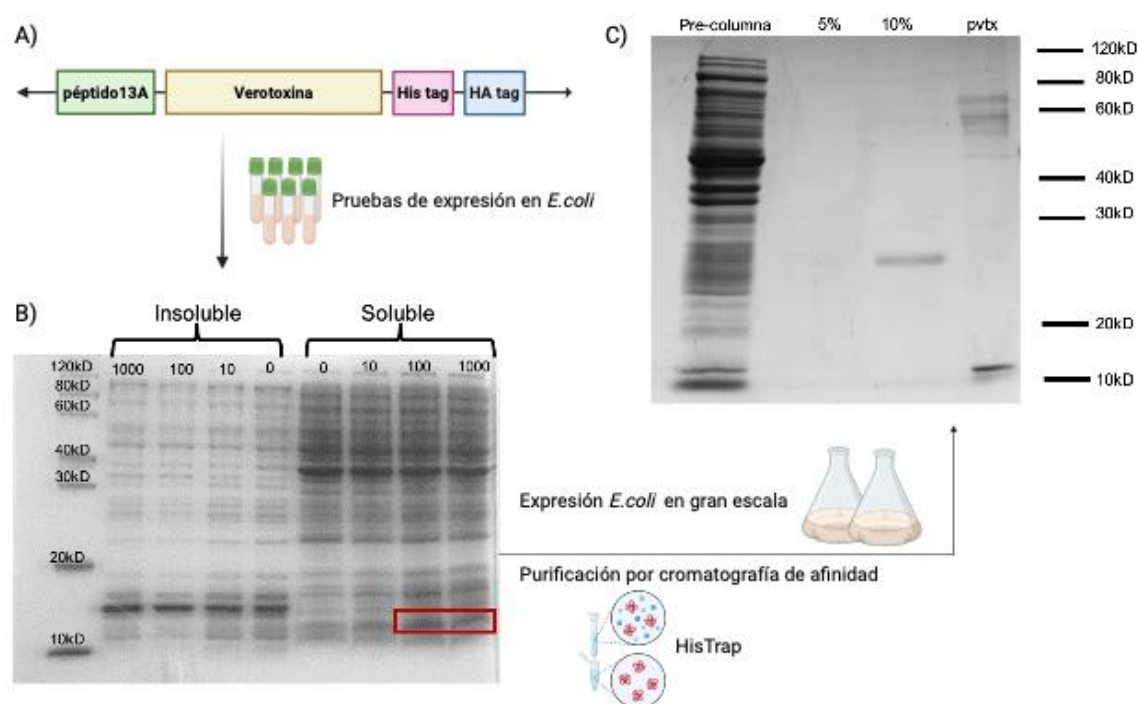 A)
péptido13A Verotoxina His tag HA tag
Pruebas de expresión en E.coli
B)
Insoluble Soluble
1000 100 10 0 0 10 100 1000
120kD
80kD
60kD
40kD
30kD
20kD
10kD
C)
Pre-columna 5% 10% pvtx
120kD
80kD
60kD
40kD
30kD
20kD
10kD
Expresión E.coli en gran escala
Purificación por cromatografía de afinidad
HisTrap